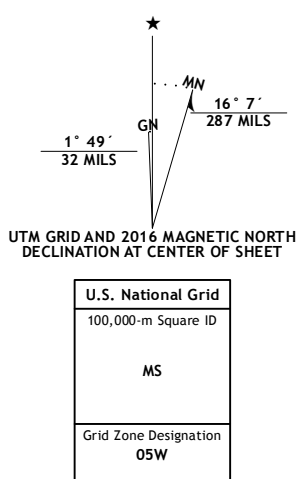 ★
MN
GN
16° 7´
287 MILS
1° 49´
32 MILS
UTM GRID AND 2016 MAGNETIC NORTH
DECLINATION AT CENTER OF SHEET
U.S. National Grid
100,000-m Square ID
MS
Grid Zone Designation
05W